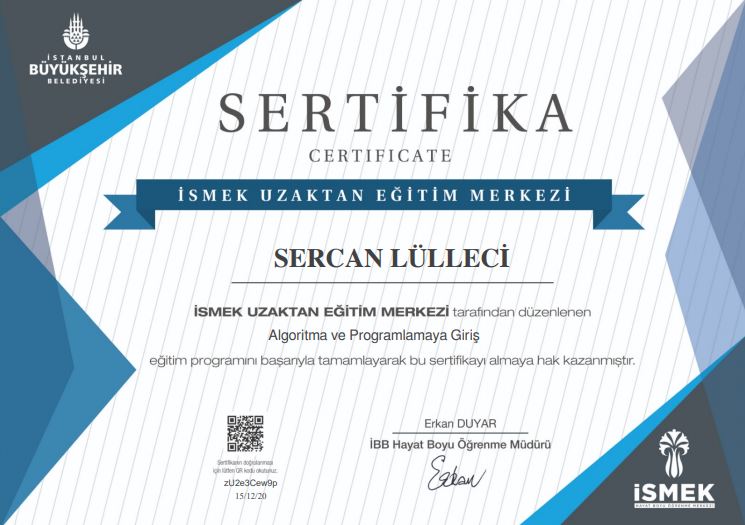 İSTANBUL
BÜYÜKŞEHİR
BELEDİYESİ
SERTİFİKA
CERTIFICATE
İSMEK UZAKTAN EĞİTİM MERKEZİ
SERCAN LÜLLECİ
İSMEK UZAKTAN EĞİTİM MERKEZİ tarafından düzenlenen
Algoritma ve Programlamaya Giriş
eğitim programını başarıyla tamamlayarak bu sertifikayı almaya hak kazanmıştır.
Sertifikanın doğrulanması
için lütfen QR kodu okutunuz.
zU2e3Cew9p
15/12/20
Erkan DUYAR
İBB Hayat Boyu Öğrenme Müdürü
iSMEK
HAYAT BOYU ÖĞRENME MERKEZİ